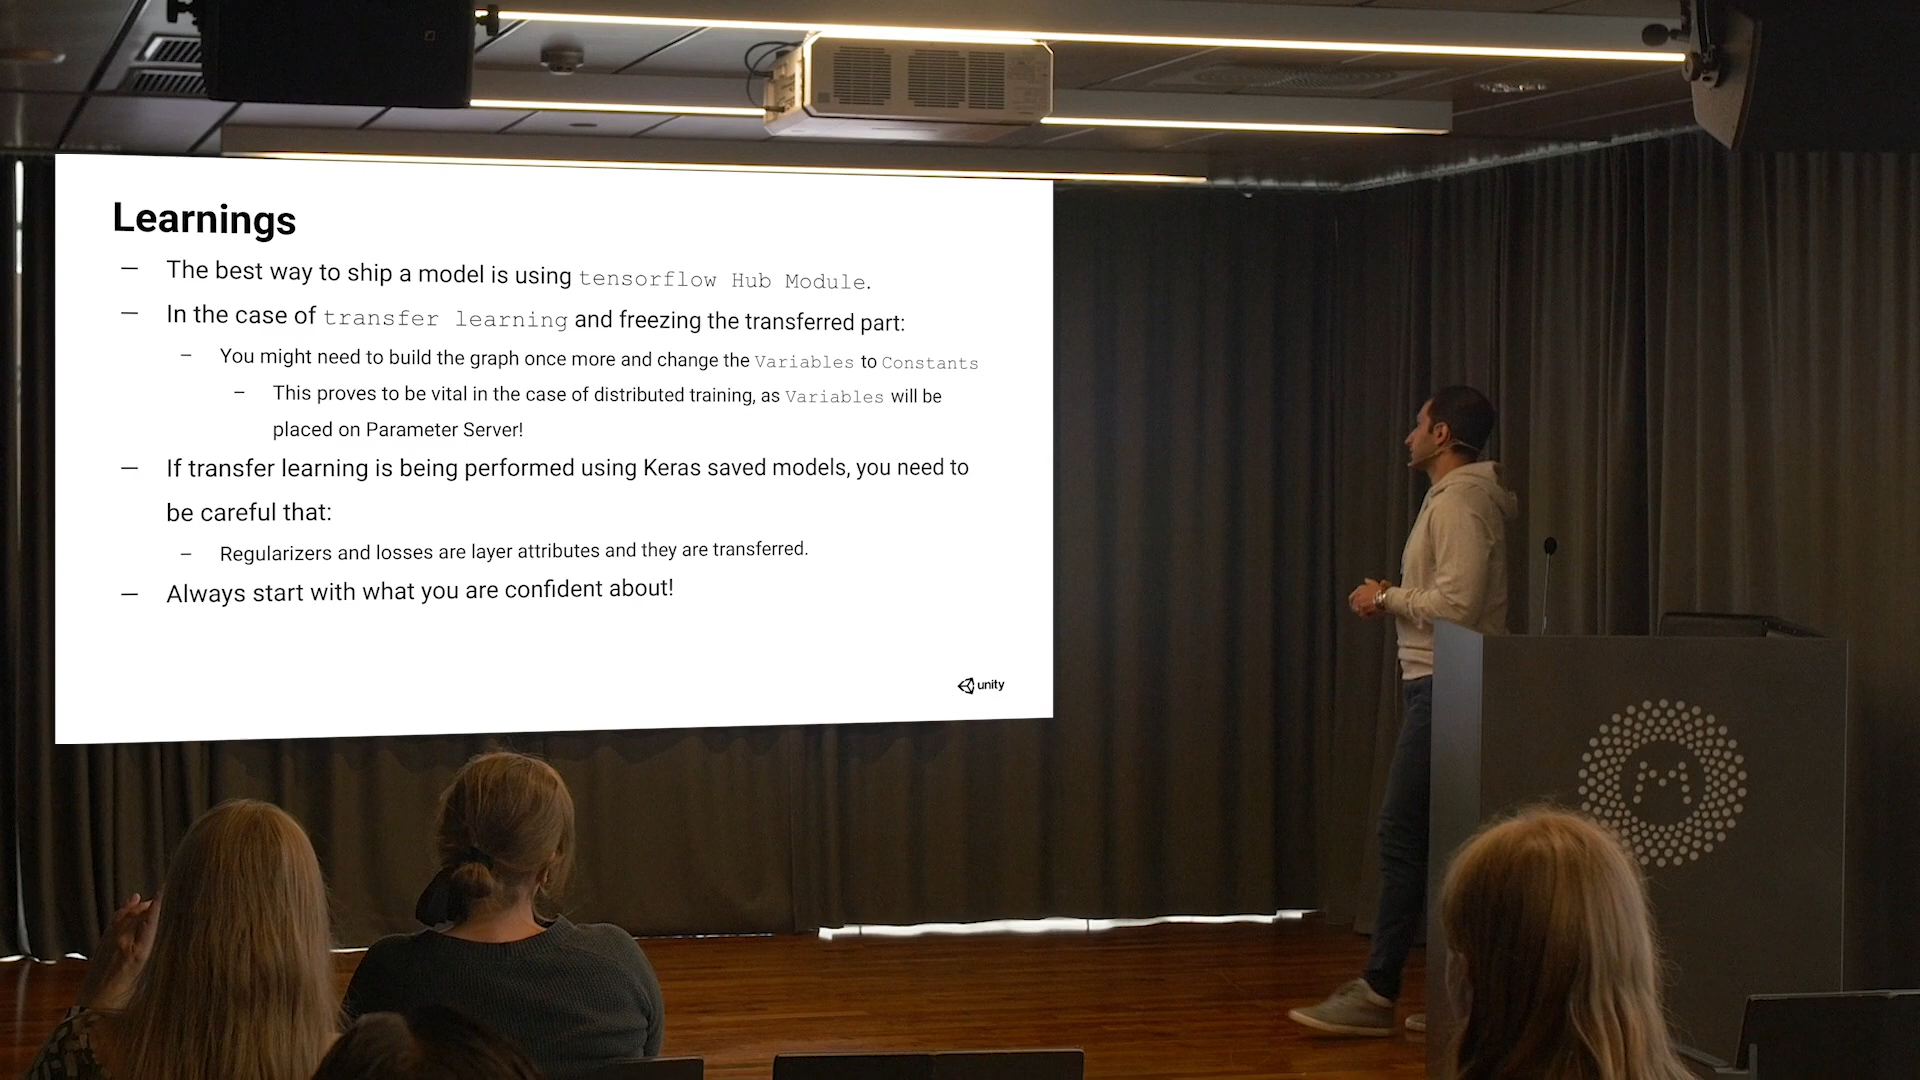 Learnings
— The best way to ship a model is using tensorflow Hub Module.
— In the case of transfer learning and freezing the transferred part:
– You might need to build the graph once more and change the Variables to Constants
– This proves to be vital in the case of distributed training, as Variables will be
placed on Parameter Server!
— If transfer learning is being performed using Keras saved models, you need to
be careful that:
– Regularizers and losses are layer attributes and they are transferred.
— Always start with what you are confident about!
unity
M